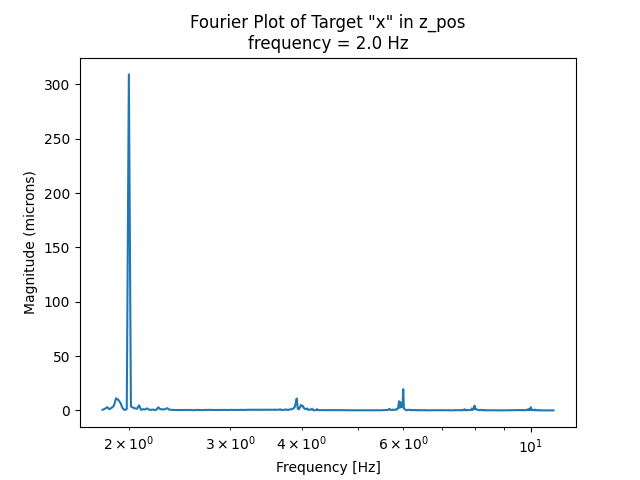 Fourier Plot of Target "x" in z_pos
frequency = 2.0 Hz
300
250
200
150
100
50
0
Magnitude (microns)
2 × 10⁰
3 × 10⁰
4 × 10⁰
6 × 10⁰
10¹
Frequency [Hz]